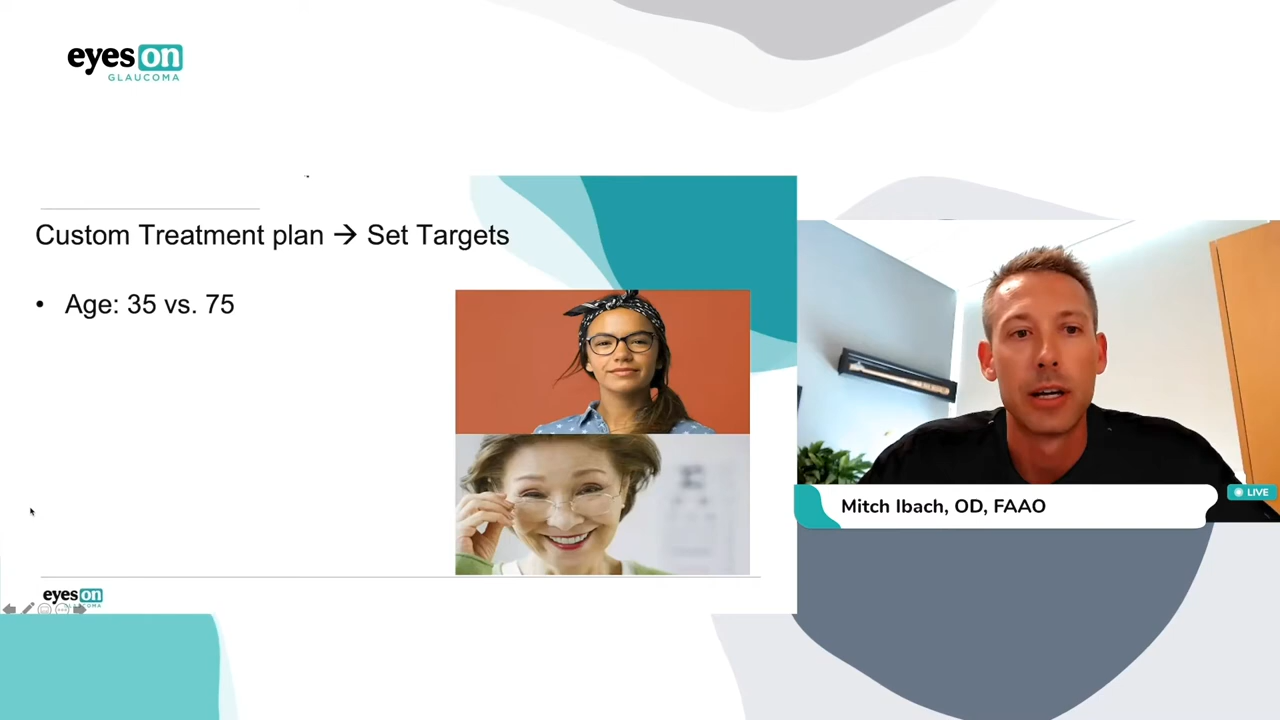 eyes on
GLAUCOMA
Custom Treatment plan → Set Targets
• Age: 35 vs. 75
Mitch Ibach, OD, FAAO
LIVE
eyes on